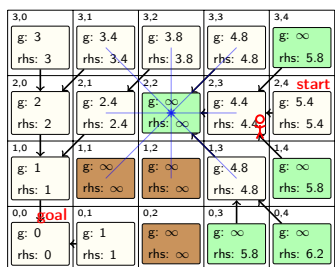 3,0 3,1 3,2 3,3 3,4
g: 3 g: 3.4 g: 3.8 g: 4.8 g: ∞
rhs: 3 rhs: 3.4 rhs: 3.8 rhs: 4.8 rhs: 5.8
2,0 2,1 2,2 2,3 2,4 start
g: 2 g: 2.4 g: ∞ g: 4.4 g: 5.4
rhs: 2 rhs: 2.4 rhs: ∞ rhs: 4.4 rhs: 5.4
1,0 1,1 1,2 1,3 1,4
g: 1 g: ∞ g: ∞ g: 4.8 g: ∞
rhs: 1 rhs: ∞ rhs: ∞ rhs: 4.8 rhs: 5.8
0,0 goal 0,1 0,2 0,3 0,4
g: 0 g: 1 g: ∞ g: ∞ g: ∞
rhs: 0 rhs: 1 rhs: ∞ rhs: 5.8 rhs: 6.2